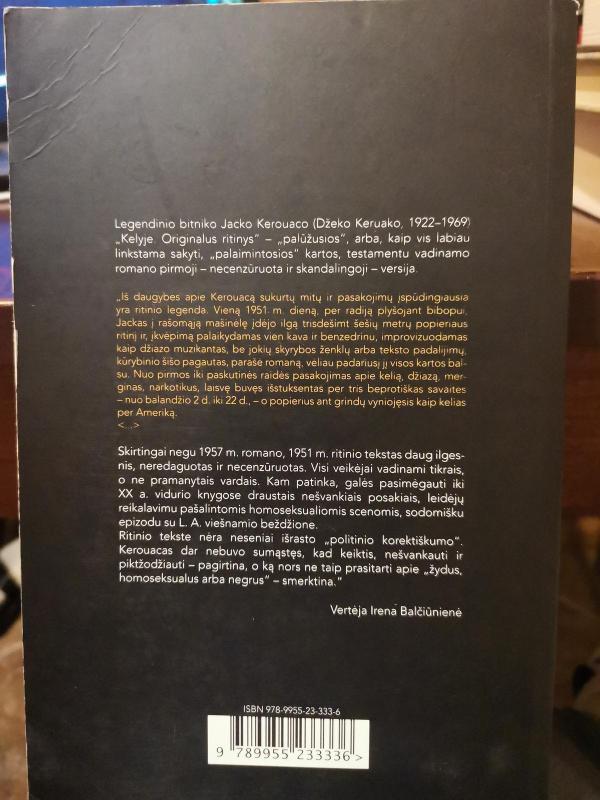 Legendinio bitniko Jacko Kerouaco (Džeko Keruako, 1922–1969)
„Kelyje. Originalus ritinys“ – „palūžusios“, arba, kaip vis labiau
linkstama sakyti, „palaimintosios“ kartos, testamentu vadinamo
romano pirmoji – necenzūruota ir skandalingoji – versija.
„Iš daugybės apie Kerouacą sukurtų mitų ir pasakojimų įspūdingiausia
yra ritinio legenda. Vieną 1951 m. dieną, per radiją plyšojant bibopui,
Jackas į rašomąją mašinėlę įdėjo ilgą trisdešimt šešių metrų popieriaus
ritinį ir, įkvėpimą palaikydamas vien kava ir benzedrinu, improvizuodamas
kaip džiazo muzikantas, be jokių skyrybos ženklų arba teksto padalijimų,
kūrybinio šišo pagautas, parašė romaną, vėliau padariusį jį visos kartos bal-
su. Nuo pirmos iki paskutinės raidės pasakojimas apie kelią, džiazą, mer-
ginas, narkotikus, laisvę buvęs ištuksentas per tris beprotiškas savaites
– nuo balandžio 2 d. iki 22 d., – o popierius ant grindų vyniojęsis kaip kelias
per Ameriką.
<...>
Skirtingai negu 1957 m. romano, 1951 m. ritinio tekstas daug ilges-
nis, neredaguotas ir necenzūruotas. Visi veikėjai vadinami tikrais,
o ne pramanytais vardais. Kam patinka, galės pasimėgauti iki
XX a. vidurio knygose draustais nešvankiais posakiais, leidėjų
reikalavimu pašalintomis homoseksualiomis scenomis, sodomišku
epizodu su L. A. viešnamio beždžione.
Ritinio tekste nėra neseniai išrasto „politinio korektiškumo“.
Kerouacas dar nebuvo sumąstęs, kad keiktis, nešvankauti ir
piktžodžiauti – pagirtina, o ką nors ne taip prasitarti apie „žydus,
homoseksualus arba negrus“ – smerktina.“
Vertėja Irena Balčiūnienė
ISBN 978-9955-23-333-6
9 789955 233336 >